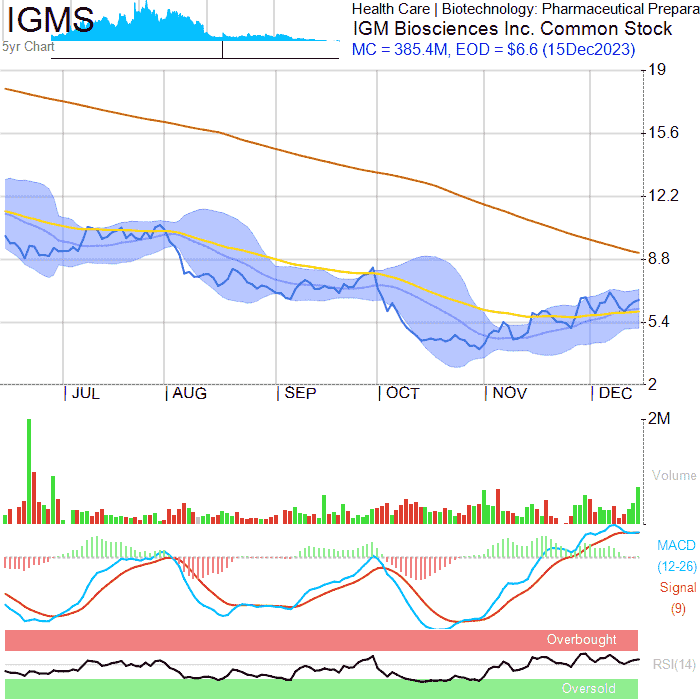 IGMS
5yr Chart
Health Care | Biotechnology: Pharmaceutical Prepara
IGM Biosciences Inc. Common Stock
MC = 385.4M, EOD = $6.6 (15Dec2023)
19
15.6
12.2
8.8
5.4
2
JUL AUG SEP OCT NOV DEC
2M
Volume
MACD
(12-26)
Signal
(9)
Overbought
RSI(14)
Oversold